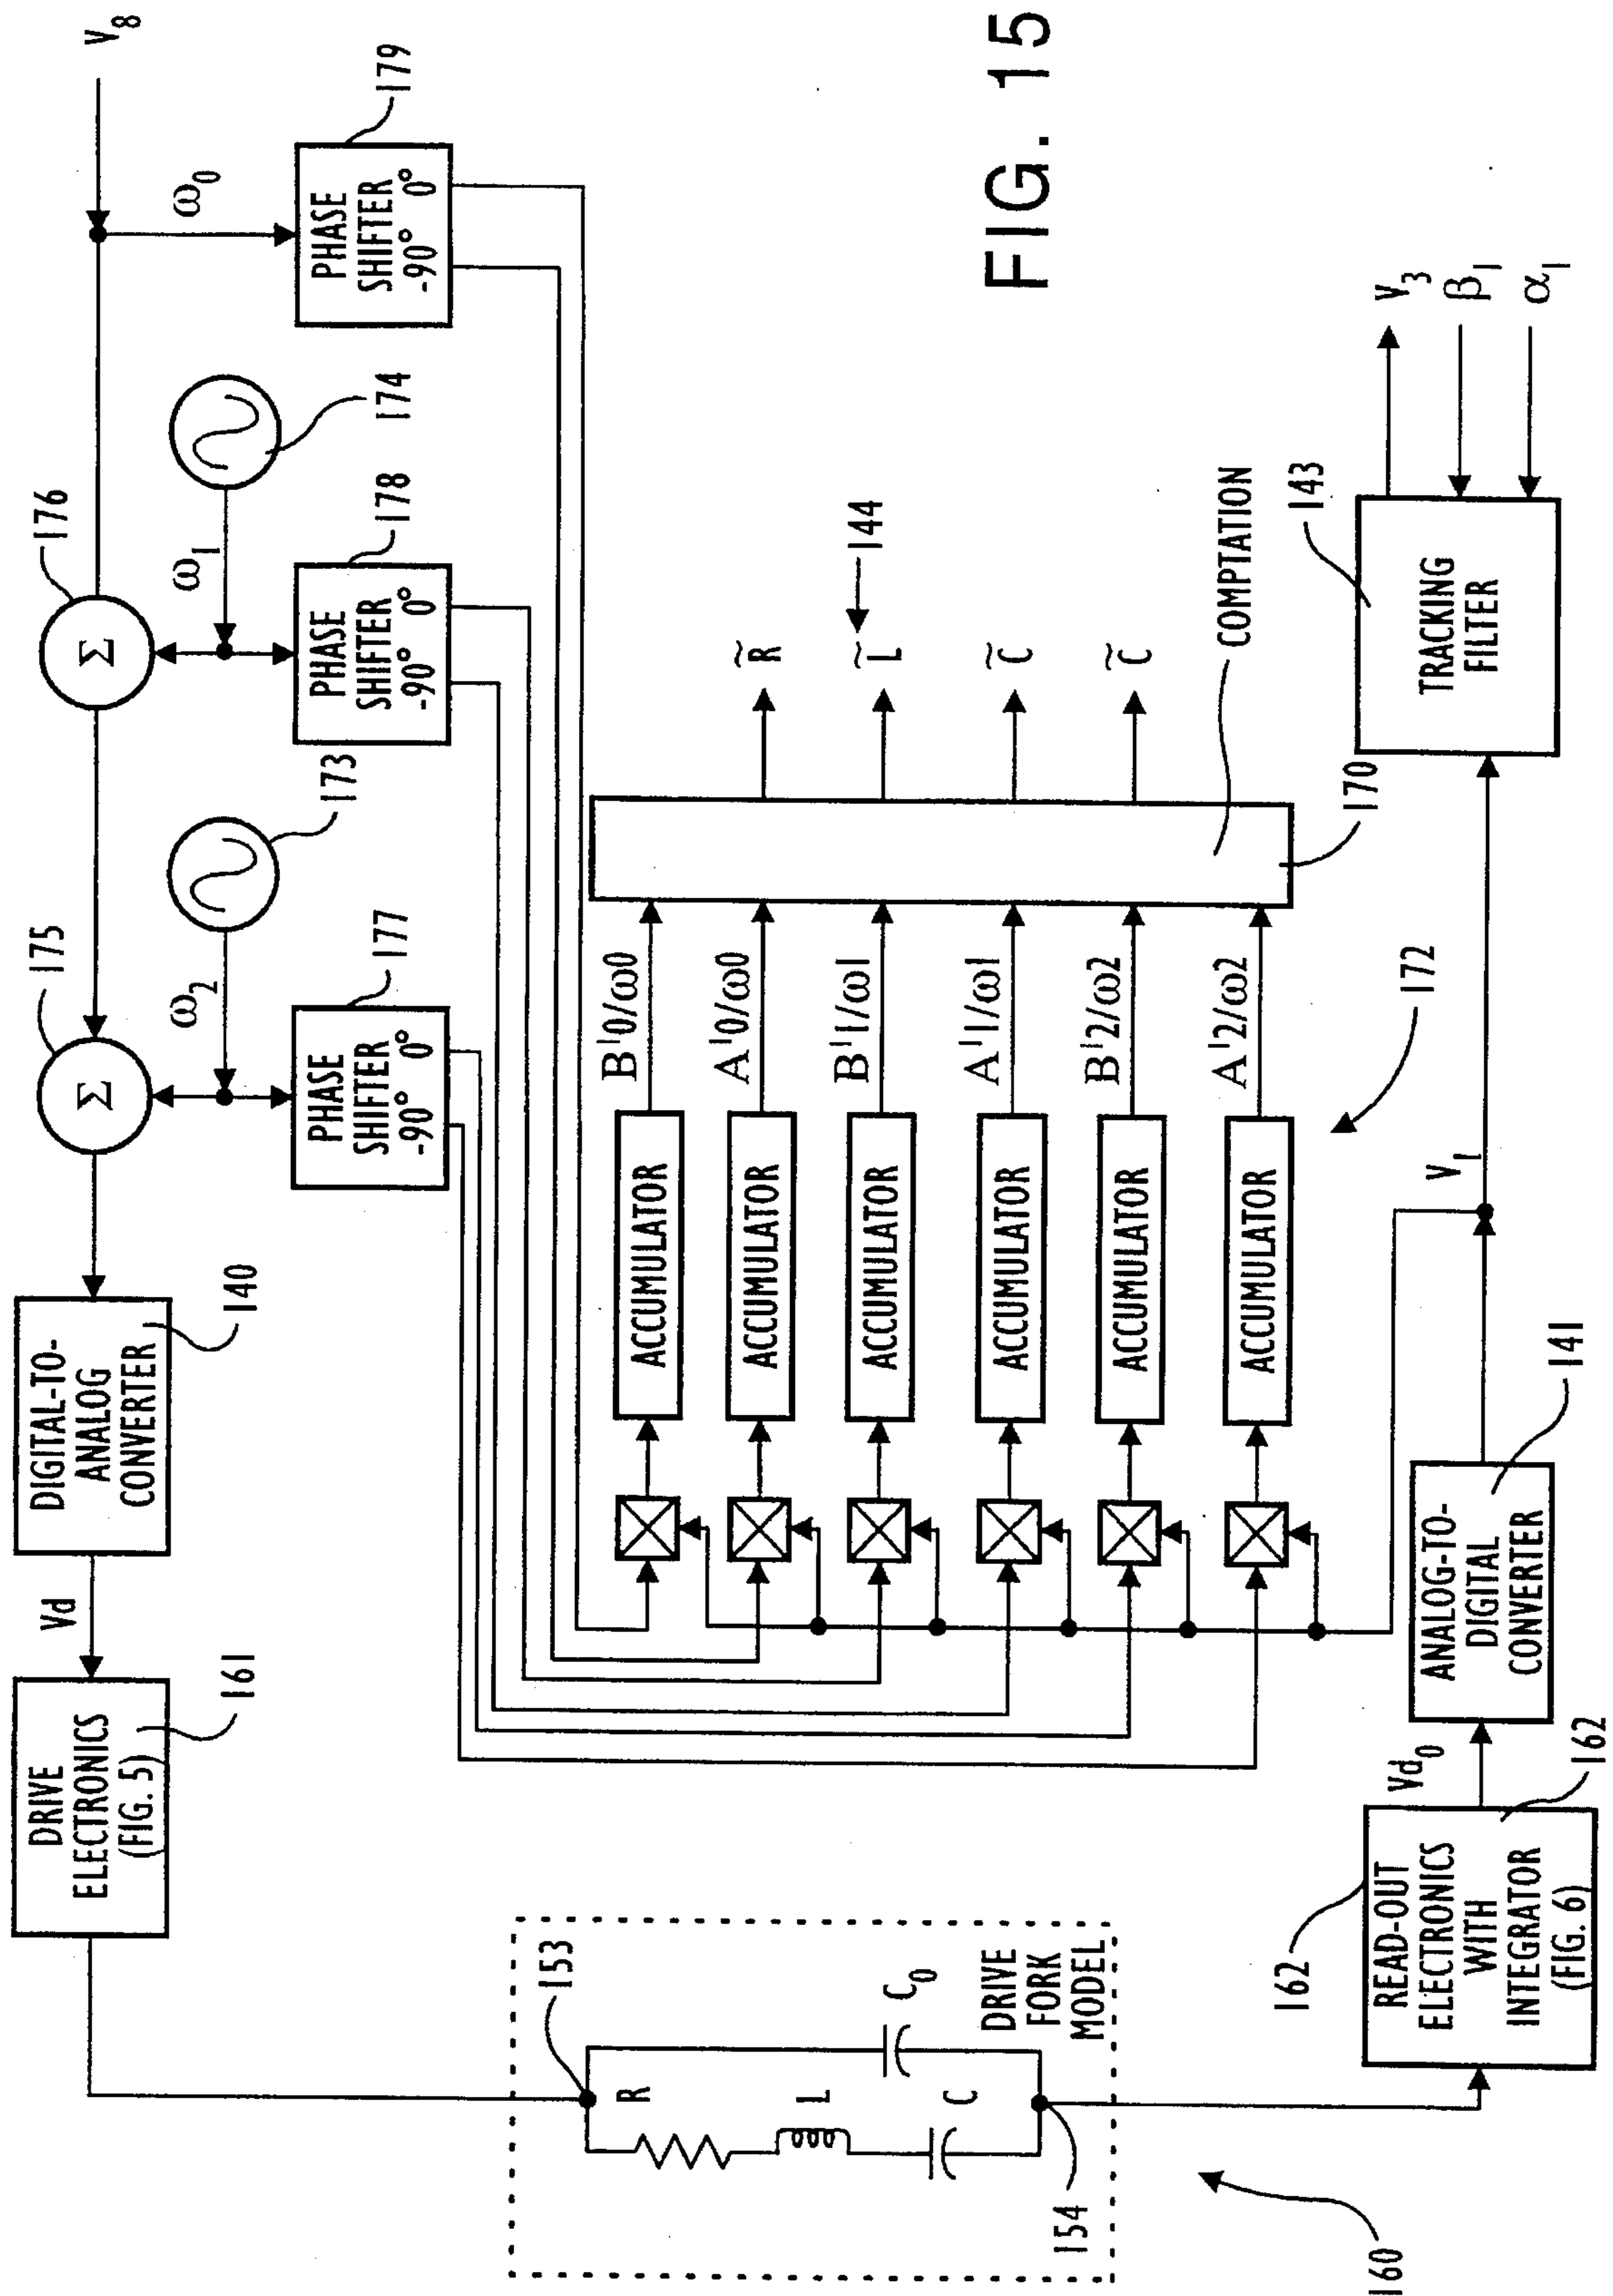 V8
176
175
ω0
ω1
ω2
179
174
178
173
177
PHASE
SHIFTER
-90° 0°
PHASE
SHIFTER
-90° 0°
PHASE
SHIFTER
-90° 0°
DIGITAL-TO-
ANALOG
CONVERTER
140
Vd
DRIVE
ELECTRONICS
(FIG. 5)
161
Σ
Σ
153
R
L
C
C0
DRIVE
FORK
MODEL
154
160
162
READ-OUT
ELECTRONICS
WITH
INTEGRATOR
(FIG. 6)
162
Vd0
ANALOG-TO-
DIGITAL
CONVERTER
141
V1
ACCUMULATOR
B'0/ω0
ACCUMULATOR
A'0/ω0
ACCUMULATOR
B'1/ω1
ACCUMULATOR
A'1/ω1
ACCUMULATOR
B'2/ω2
ACCUMULATOR
A'2/ω2
172
R̃
L̃
144
C̃
C̃
COMPTATION
170
TRACKING
FILTER
143
V3
β1
α1
FIG. 15